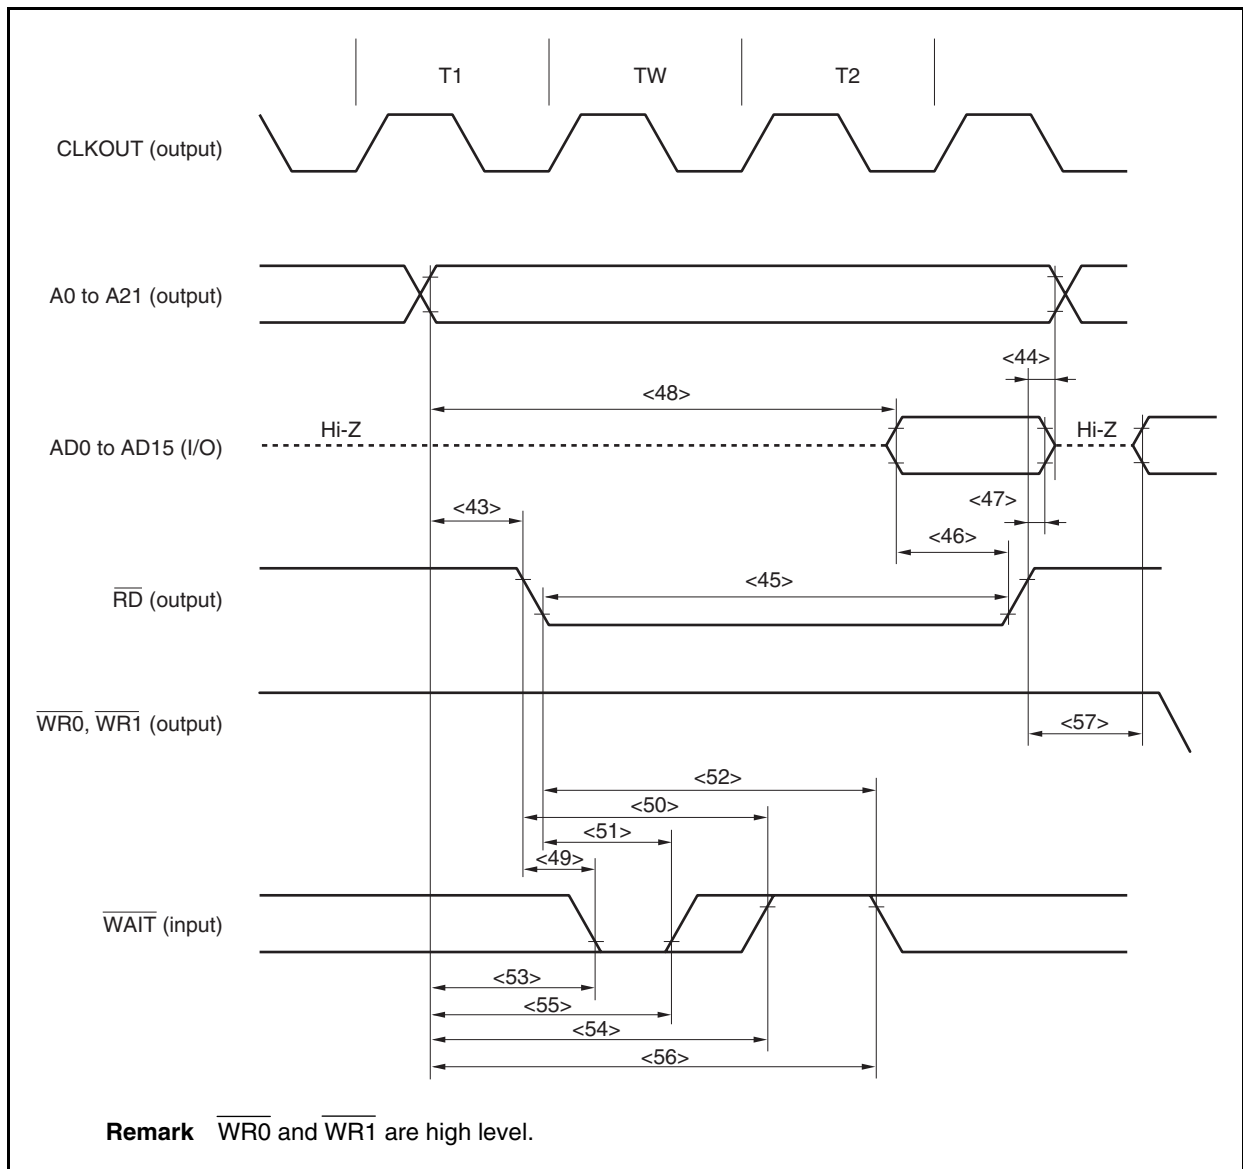 T1 TW T2
CLKOUT (output)
A0 to A21 (output)
<44>
<48>
Hi-Z Hi-Z
AD0 to AD15 (I/O)
<43> <47>
<46>
<45>
RD (output)
WR0, WR1 (output)
<57>
<52>
<50>
<51>
<49>
WAIT (input)
<53>
<55>
<54>
<56>
Remark WR0 and WR1 are high level.